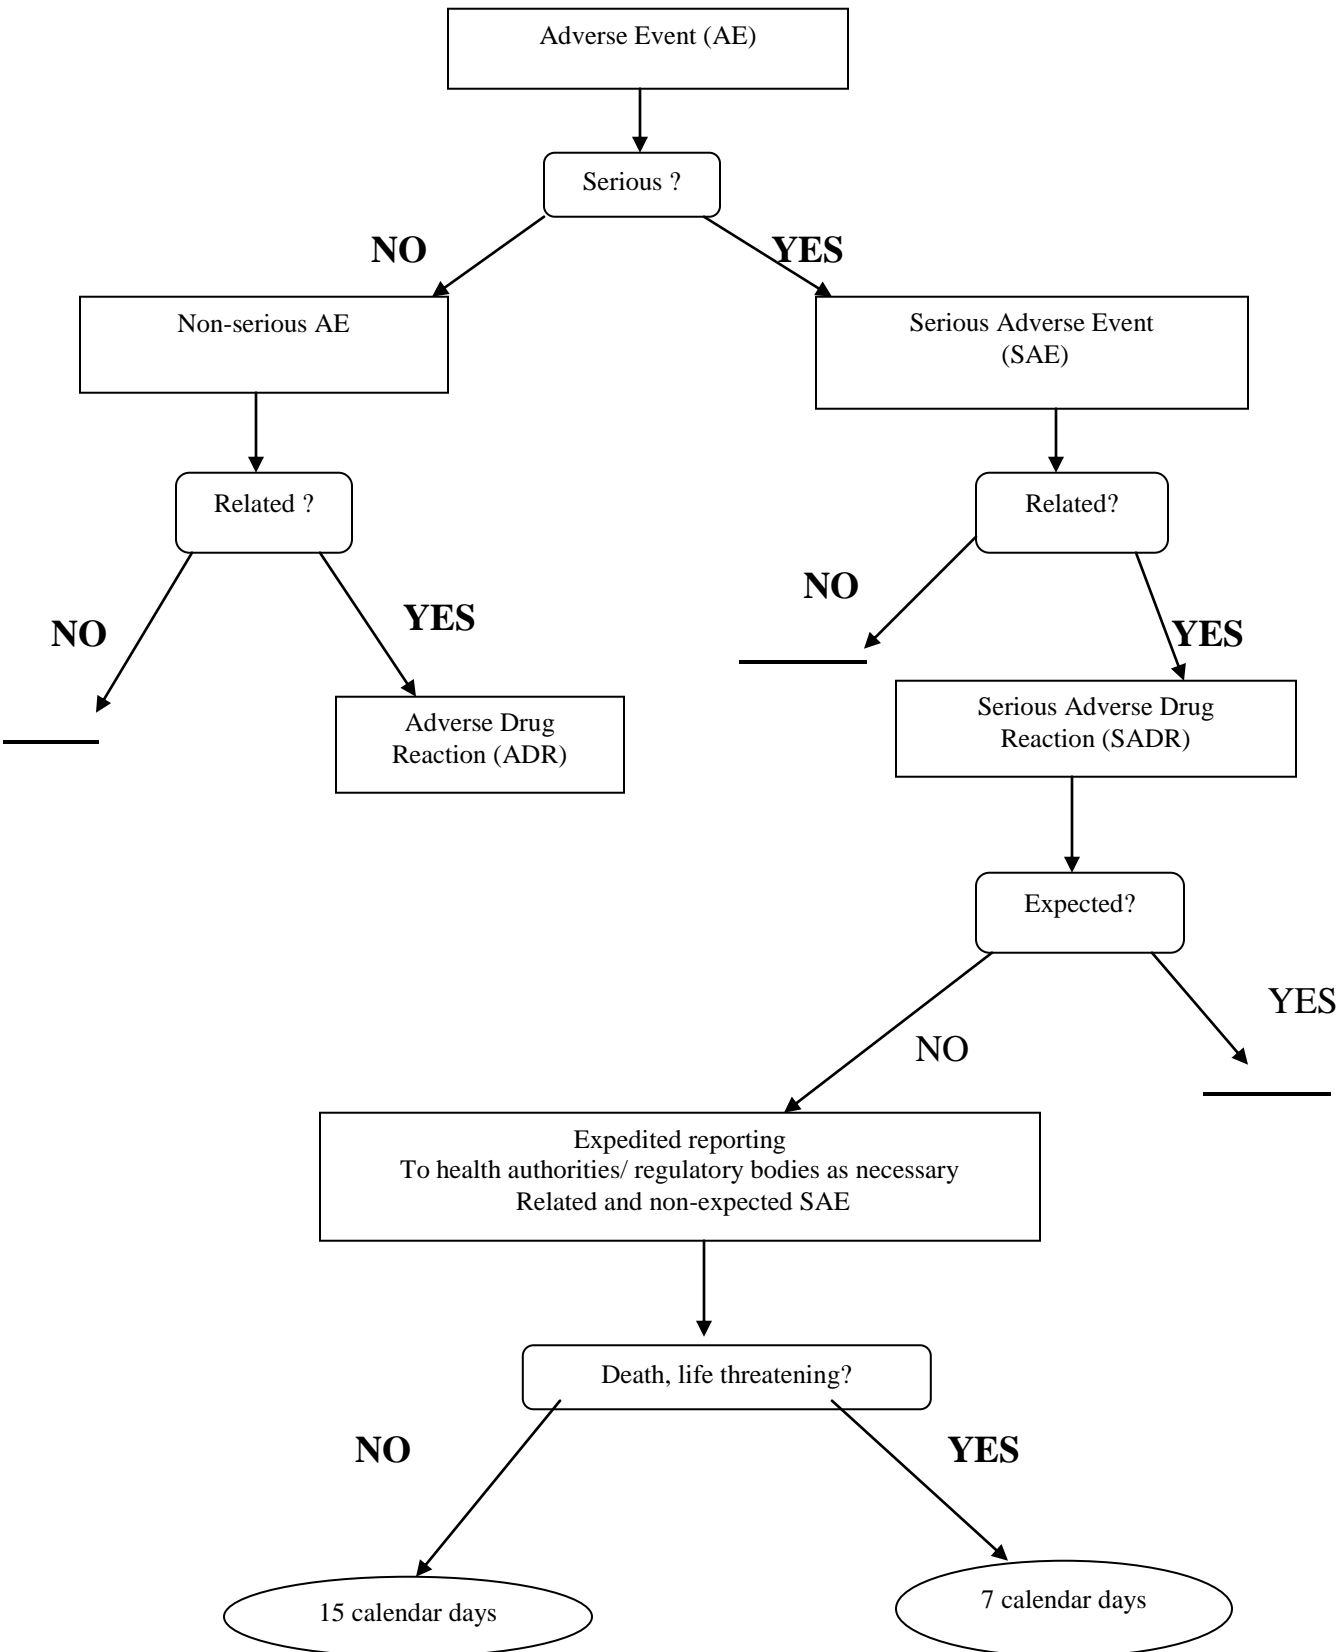 Adverse Event (AE)
Serious ?
NO
YES
Non-serious AE
Serious Adverse Event
(SAE)
Related ?
Related?
NO
YES
NO
YES
Adverse Drug
Reaction (ADR)
Serious Adverse Drug
Reaction (SADR)
Expected?
YES
NO
Expedited reporting
To health authorities/ regulatory bodies as necessary
Related and non-expected SAE
Death, life threatening?
NO
YES
15 calendar days
7 calendar days